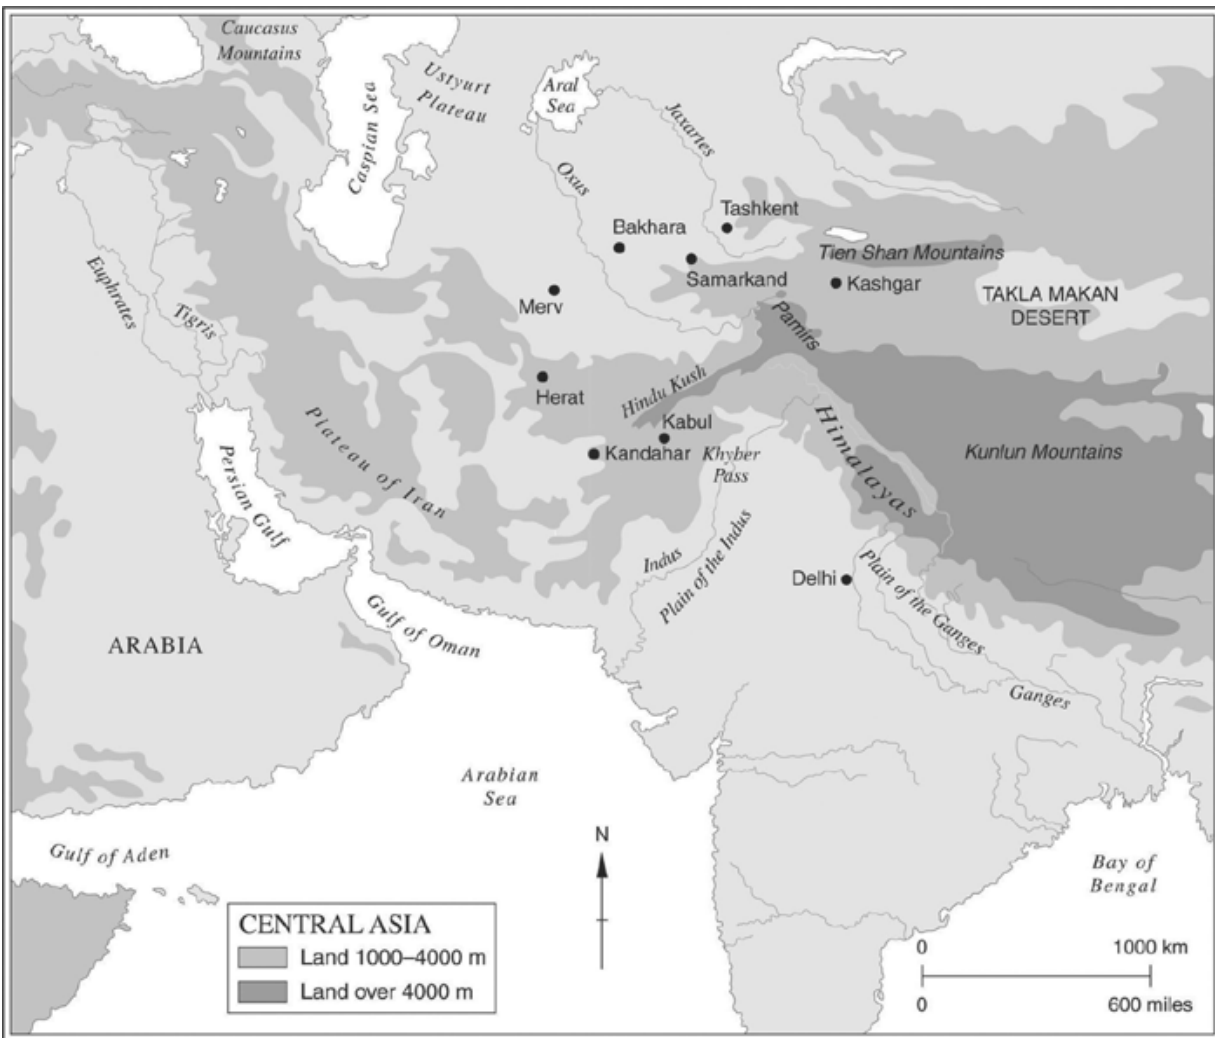 Caucasus
Mountains
Ustyurt
Plateau
Caspian Sea
Aral
Sea
Jaxartes
Oxus
Tashkent
Bakhara
Samarkand
Tien Shan Mountains
Kashgar
TAKLA MAKAN
DESERT
Merv
Pamirs
Euphrates
Tigris
Herat
Hindu Kush
Kabul
Kandahar
Khyber
Pass
Himalayas
Kunlun Mountains
Plateau of Iran
Persian Gulf
Indus
Plain of the Indus
Delhi
Plain of the Ganges
Ganges
Gulf of Oman
ARABIA
Arabian
Sea
Gulf of Aden
Bay of
Bengal
N
CENTRAL ASIA
Land 1000–4000 m
Land over 4000 m
0 1000 km
0 600 miles